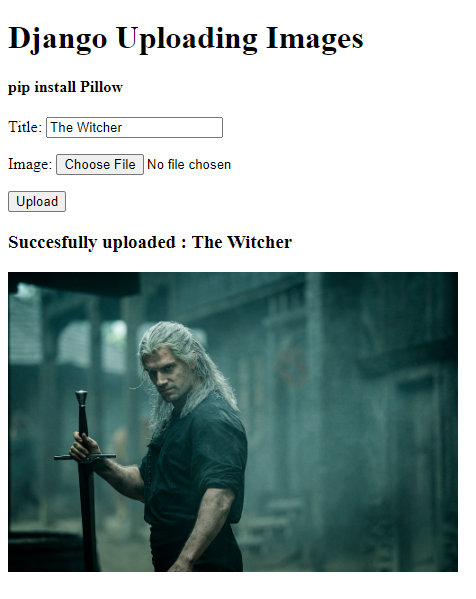 Django Uploading Images
pip install Pillow
Title: The Witcher
Image: Choose File No file chosen
Upload
Succesfully uploaded : The Witcher